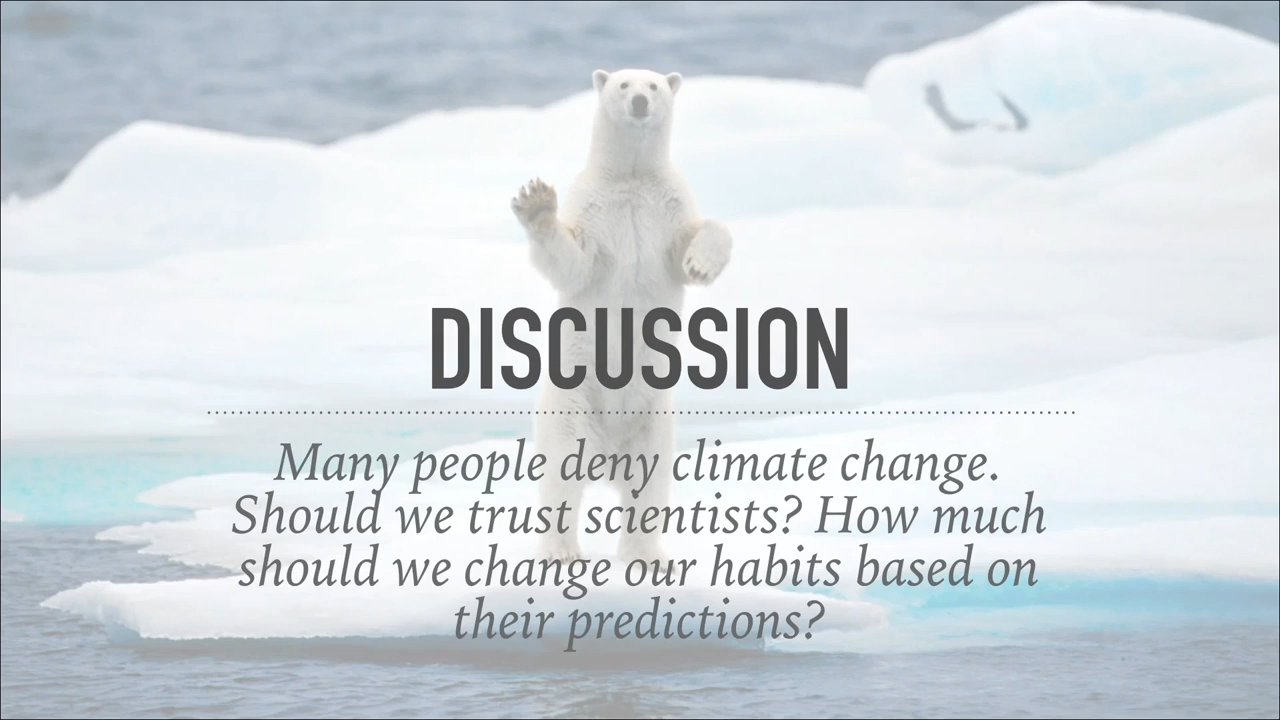 DISCUSSION
Many people deny climate change.
Should we trust scientists? How much
should we change our habits based on
their predictions?